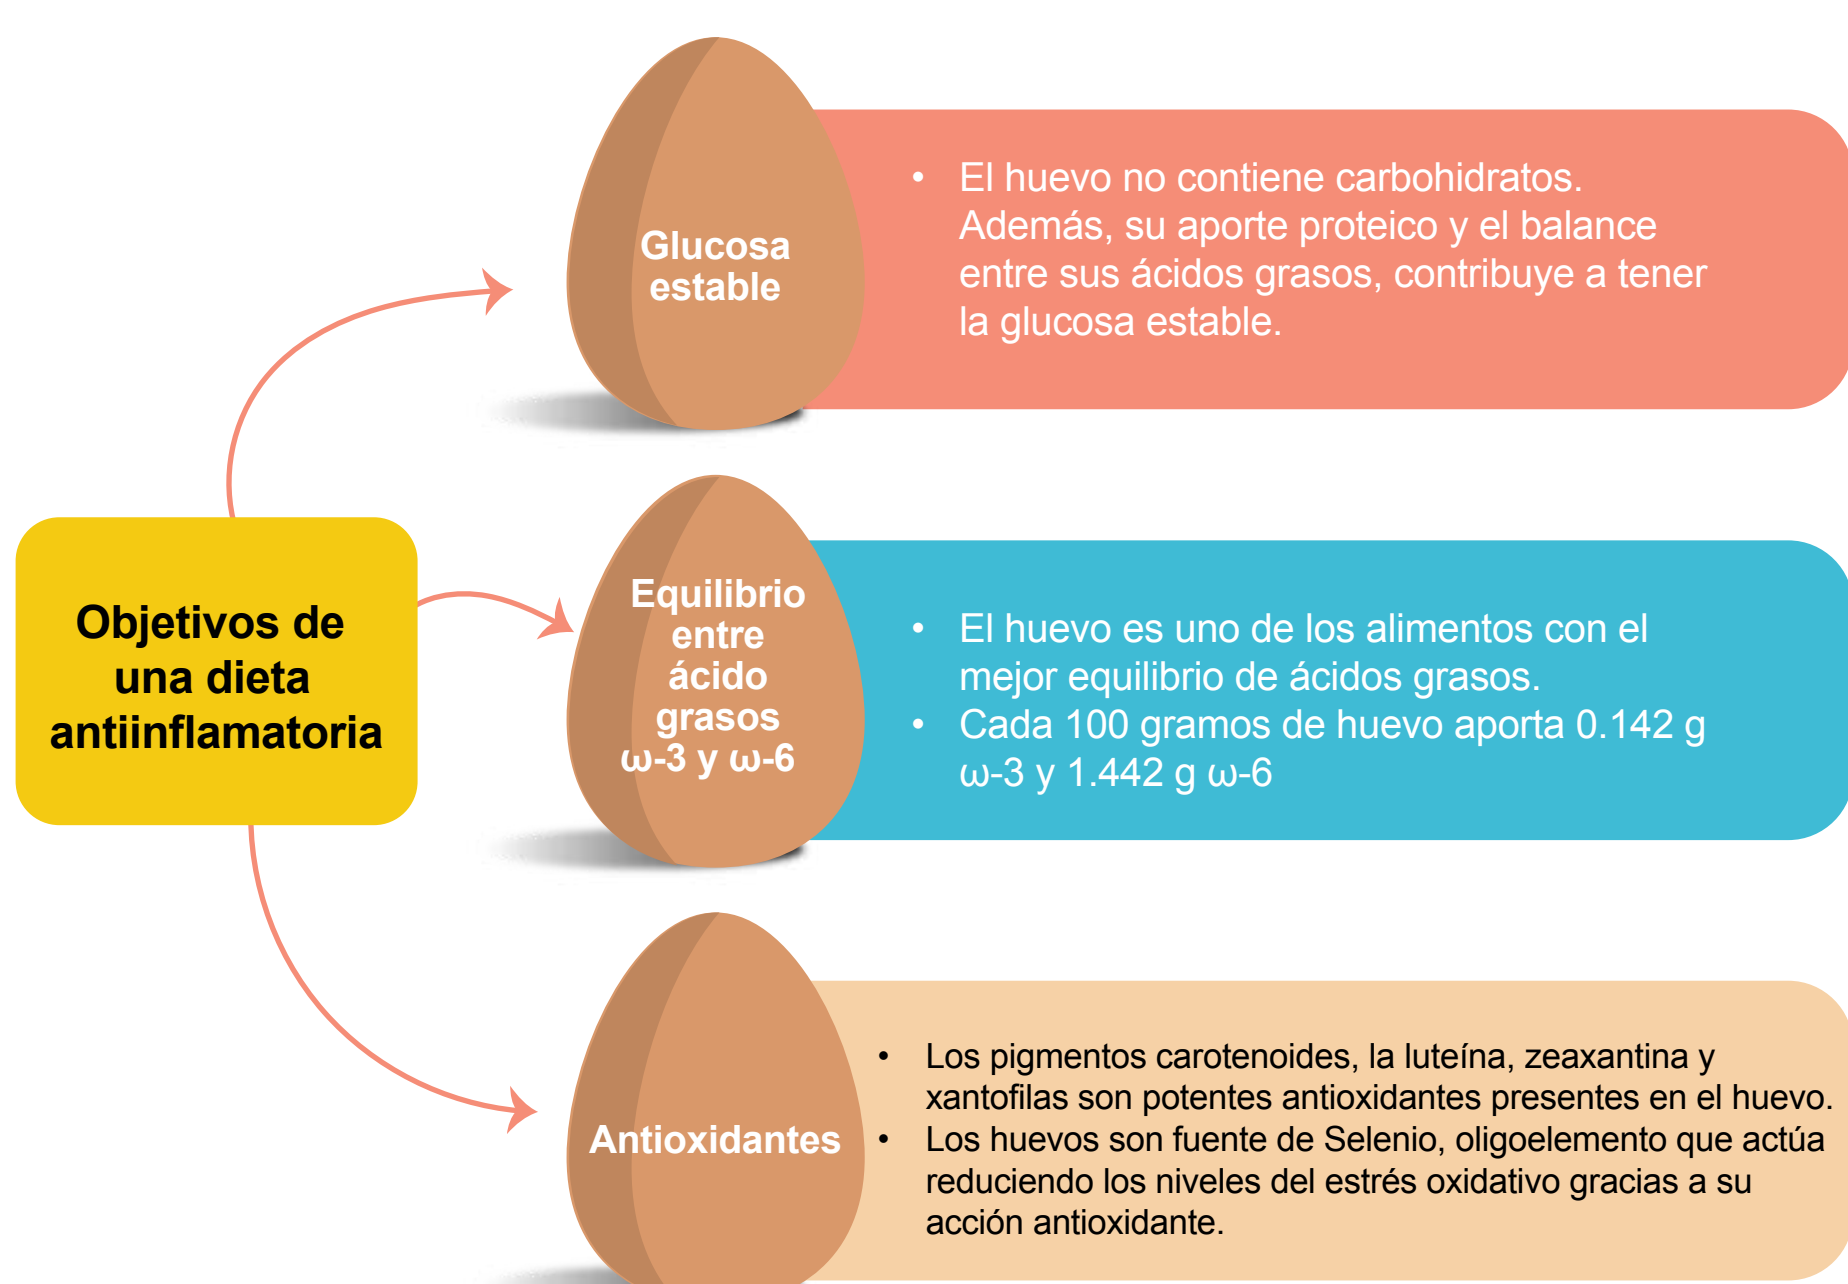 Objetivos de
una dieta
antiinflamatoria
Glucosa
estable
• El huevo no contiene carbohidratos.
Además, su aporte proteico y el balance
entre sus ácidos grasos, contribuye a tener
la glucosa estable.
Equilibrio
entre
ácido
grasos
ω-3 y ω-6
• El huevo es uno de los alimentos con el
mejor equilibrio de ácidos grasos.
• Cada 100 gramos de huevo aporta 0.142 g
ω-3 y 1.442 g ω-6
Antioxidantes
• Los pigmentos carotenoides, la luteína, zeaxantina y
xantofilas son potentes antioxidantes presentes en el huevo.
• Los huevos son fuente de Selenio, oligoelemento que actúa
reduciendo los niveles del estrés oxidativo gracias a su
acción antioxidante.